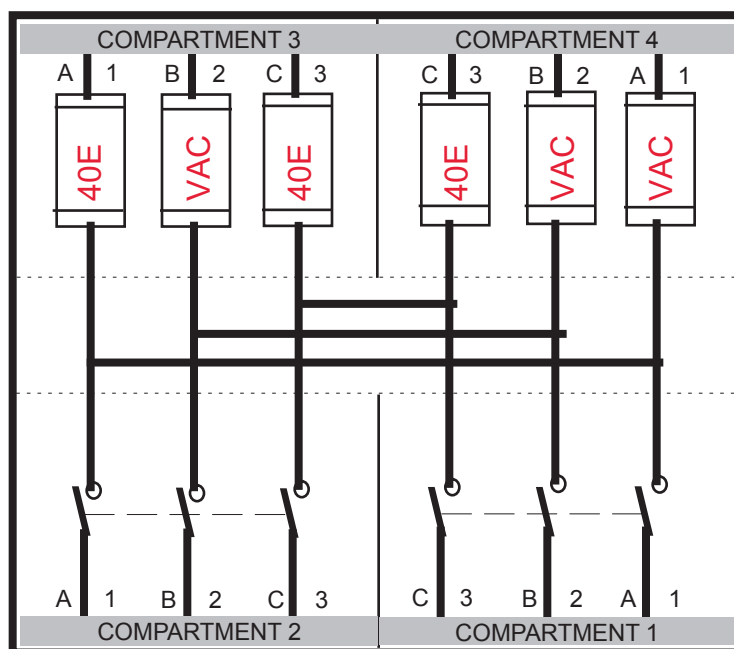 COMPARTMENT 3 COMPARTMENT 4
A 1 B 2 C 3 C 3 B 2 A 1
40E VAC 40E 40E VAC VAC
A 1 B 2 C 3 C 3 B 2 A 1
COMPARTMENT 2 COMPARTMENT 1